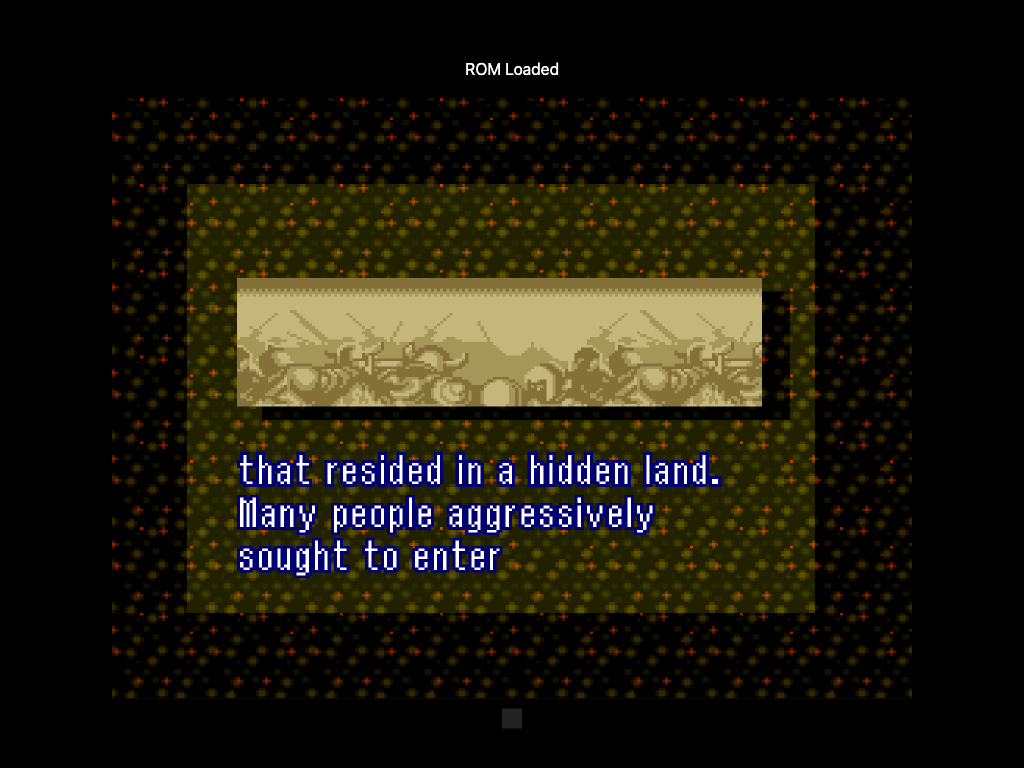 ROM Loaded
that resided in a hidden land.
Many people aggressively
sought to enter